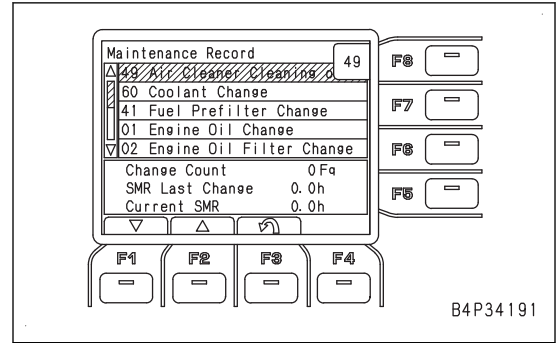 Maintenance Record
49
49 Air Cleaner Cleaning o
60 Coolant Change
41 Fuel Prefilter Change
01 Engine Oil Change
02 Engine Oil Filter Change
Change Count 0Fq
SMR Last Change 0.0h
Current SMR 0.0h
F8
F7
F6
F5
F1 F2 F3 F4
B4P34191